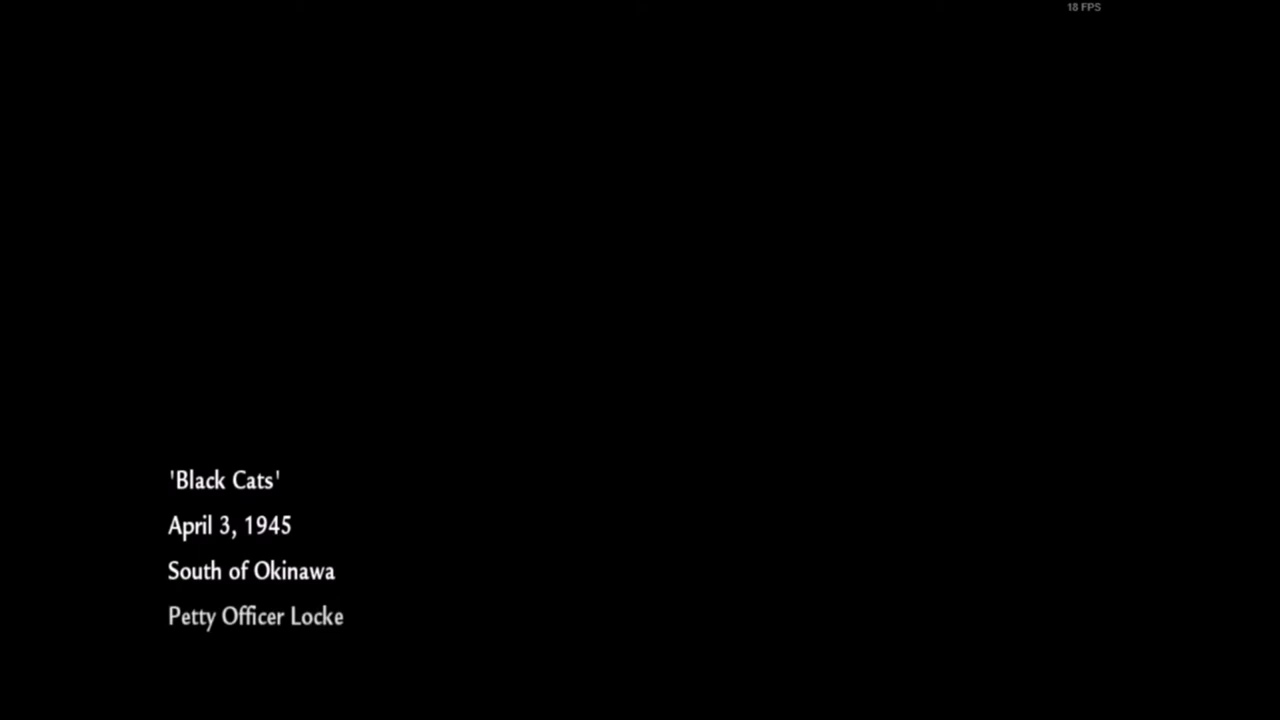 18 FPS
'Black Cats'
April 3, 1945
South of Okinawa
Petty Officer Locke